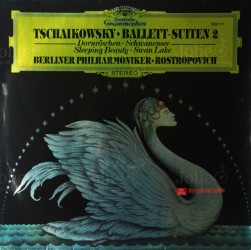 Deutsche
Grammophon
TSCHAIKOWSKY · BALLETT-SUITEN 2
Dornröschen · Schwanensee
Sleeping Beauty · Swan Lake
BERLINER PHILHARMONIKER · ROSTROPOVICH
STEREO